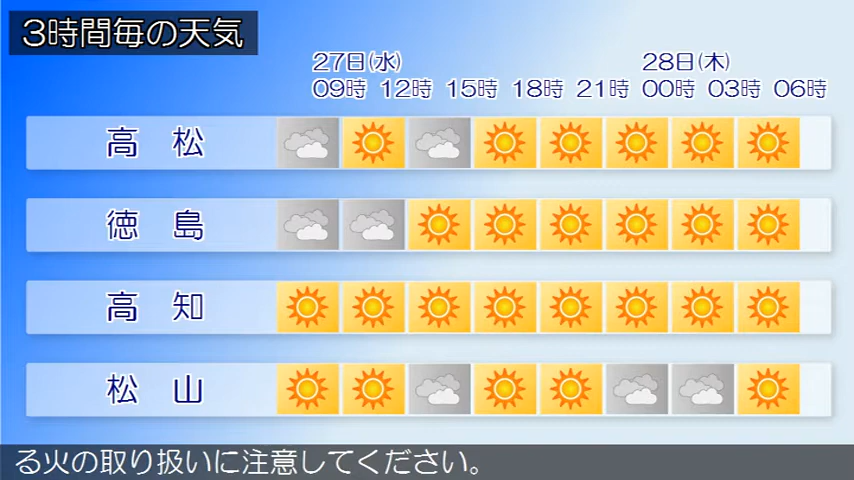 3時間毎の天気
27日(水) 28日(木)
09時 12時 15時 18時 21時 00時 03時 06時
高 松
徳 島
高 知
松 山
る火の取り扱いに注意してください。